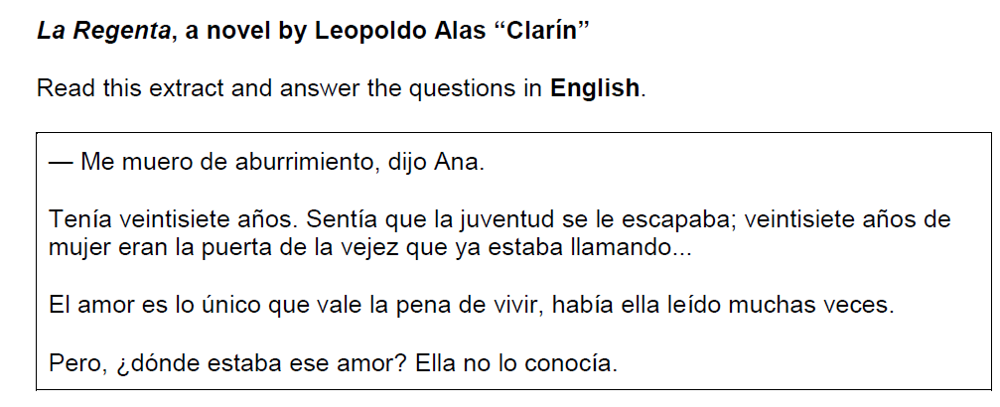 La Regenta, a novel by Leopoldo Alas “Clarín”
Read this extract and answer the questions in English.
— Me muero de aburrimiento, dijo Ana.
Tenía veintisiete años. Sentía que la juventud se le escapaba; veintisiete años de
mujer eran la puerta de la vejez que ya estaba llamando...
El amor es lo único que vale la pena de vivir, había ella leído muchas veces.
Pero, ¿dónde estaba ese amor? Ella no lo conocía.